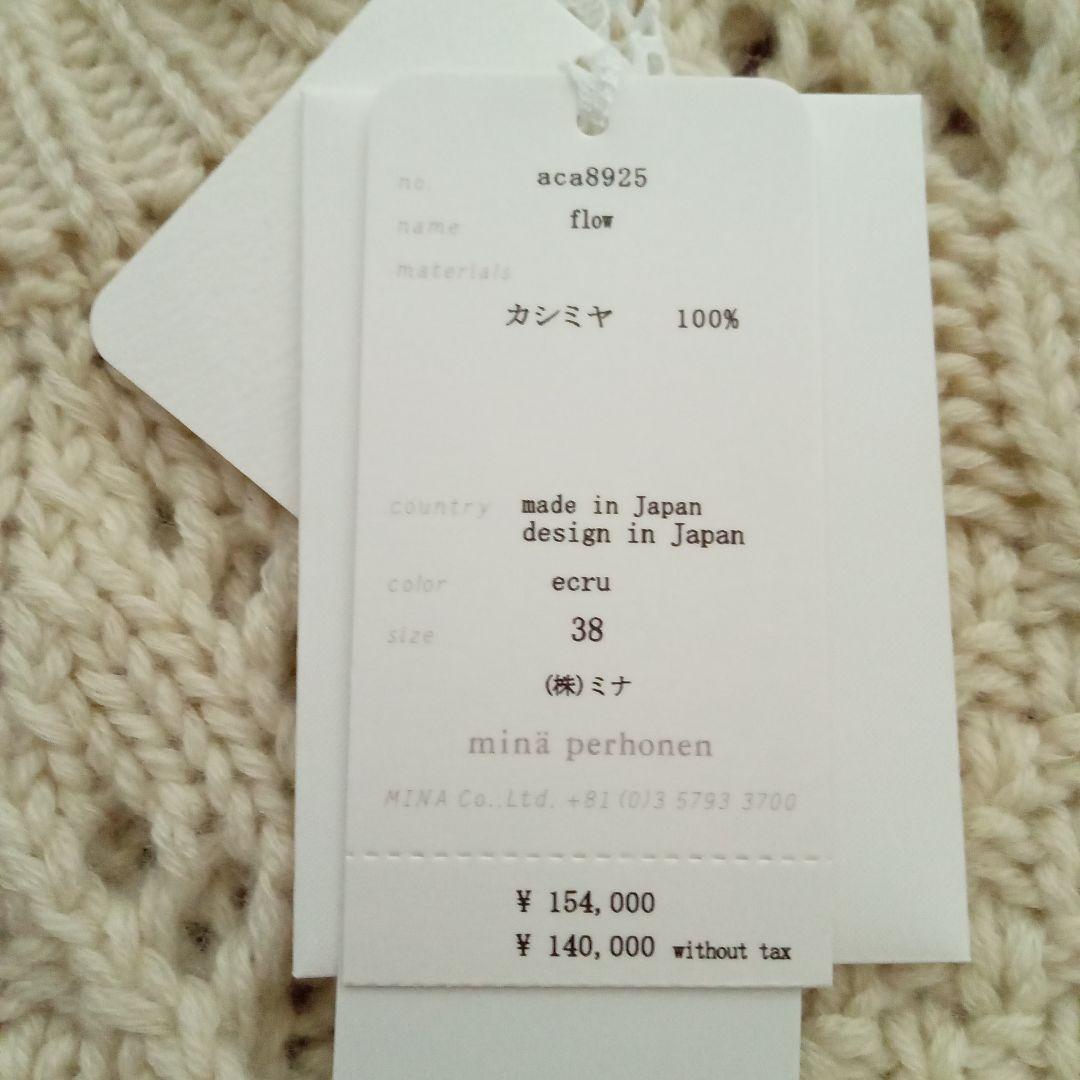 no. aca8925
name flow
materials
カシミヤ 100%
country made in Japan
design in Japan
color ecru
size 38
(株)ミナ
minä perhonen
MINA Co.,Ltd. +81(0)3 5793 3700
¥ 154,000
¥ 140,000 without tax